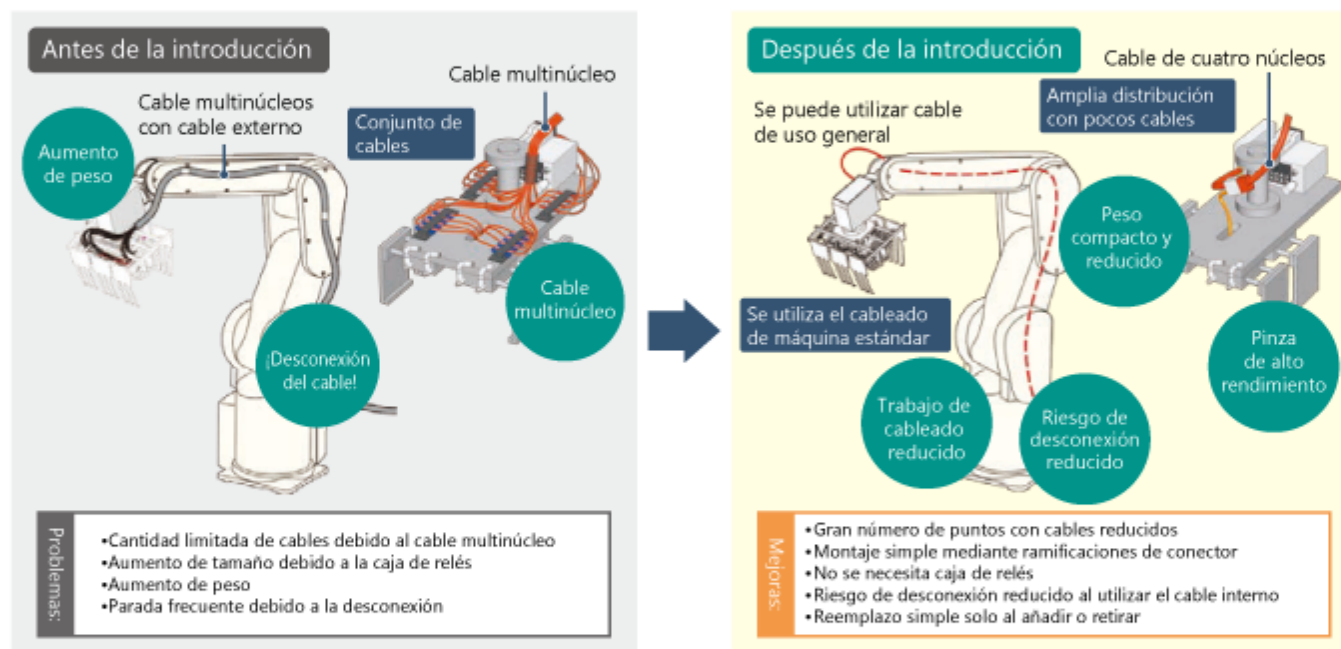 Antes de la introducción
Cable multinúcleo
Cable multinúcleos
con cable externo
Conjunto de
cables
Aumento
de peso
Cable
multinúcleo
¡Desconexión
del cable!
Problemas:
•Cantidad limitada de cables debido al cable multinúcleo
•Aumento de tamaño debido a la caja de relés
•Aumento de peso
•Parada frecuente debido a la desconexión
Después de la introducción
Cable de cuatro núcleos
Se puede utilizar cable
de uso general
Amplia distribución
con pocos cables
Peso
compacto y
reducido
Se utiliza el cableado
de máquina estándar
Pinza
de alto
rendimiento
Trabajo de
cableado
reducido
Riesgo de
desconexión
reducido
Mejoras:
•Gran número de puntos con cables reducidos
•Montaje simple mediante ramificaciones de conector
•No se necesita caja de relés
•Riesgo de desconexión reducido al utilizar el cable interno
•Reemplazo simple solo al añadir o retirar